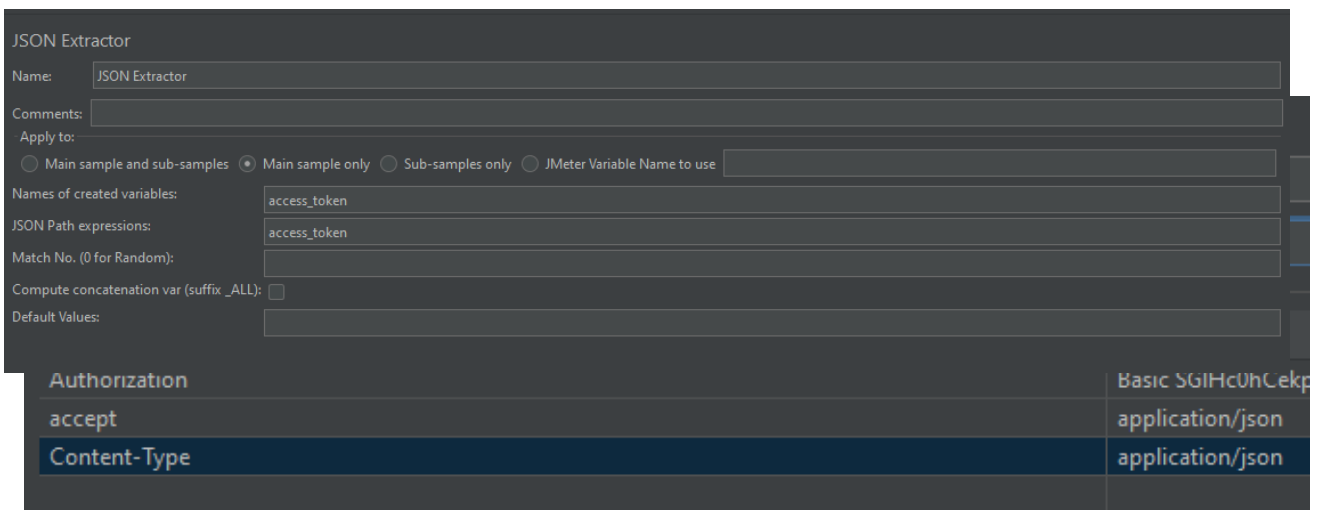 JSON Extractor
Name: JSON Extractor
Comments:
Apply to:
Main sample and sub-samples Main sample only Sub-samples only JMeter Variable Name to use
Names of created variables: access_token
JSON Path expressions: access_token
Match No. (0 for Random):
Compute concatenation var (suffix _ALL):
Default Values:
Authorization Basic
accept application/json
Content-Type application/json